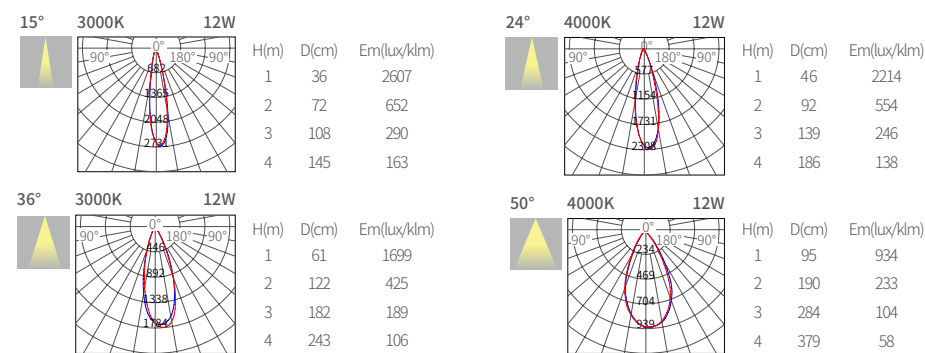 15° 3000K 12W
0°
-90° 180° -90°
682
1365
2048
2731
H(m) D(cm) Em(lux/klm)
1 36 2607
2 72 652
3 108 290
4 145 163
24° 4000K 12W
0°
-90° 180° -90°
577
1154
1731
2308
H(m) D(cm) Em(lux/klm)
1 46 2214
2 92 554
3 139 246
4 186 138
36° 3000K 12W
0°
-90° 180° -90°
446
892
1338
1784
H(m) D(cm) Em(lux/klm)
1 61 1699
2 122 425
3 182 189
4 243 106
50° 4000K 12W
0°
-90° 180° -90°
234
469
704
939
H(m) D(cm) Em(lux/klm)
1 95 934
2 190 233
3 284 104
4 379 58